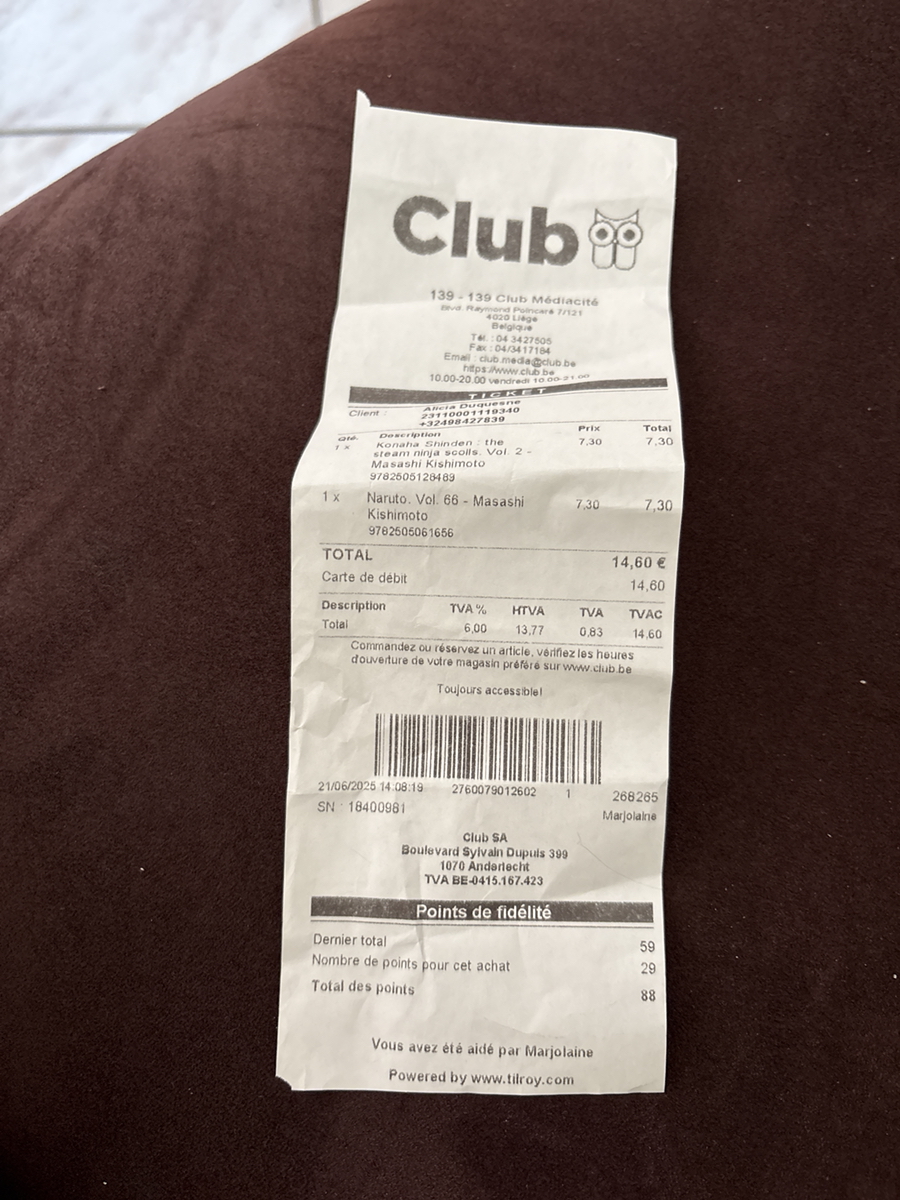 Club
139 - 139 Club Médiacité
Blvd. Raymond Poincaré 7/121
4020 Liège
Belgique
Tél. : 04 3427505
Fax : 04/3417184
Email : club.media@club.be
https://www.club.be
10.00-20.00 vendredi 10.00-21.00
TICKET
Client : Alicia Duquesne
23110001119340
+32498427839
Qté. Description Prix Total
1 x Konaha Shinden : the 7,30 7,30
steam ninja scolls. Vol. 2 -
Masashi Kishimoto
9782505128489
1 x Naruto. Vol. 66 - Masashi 7,30 7,30
Kishimoto
9782505061656
TOTAL 14,60 €
Carte de débit 14,60
Description TVA % HTVA TVA TVAC
Total 6,00 13,77 0,83 14,60
Commandez ou réservez un article, vérifiez les heures
d'ouverture de votre magasin préféré sur www.club.be
Toujours accessible!
21/06/2025 14:08:19 2760079012602 1 268265
SN : 18400981 Marjolaine
Club SA
Boulevard Sylvain Dupuis 399
1070 Anderlecht
TVA BE-0415.167.423
Points de fidélité
Dernier total 59
Nombre de points pour cet achat 29
Total des points 88
Vous avez été aidé par Marjolaine
Powered by www.tilroy.com